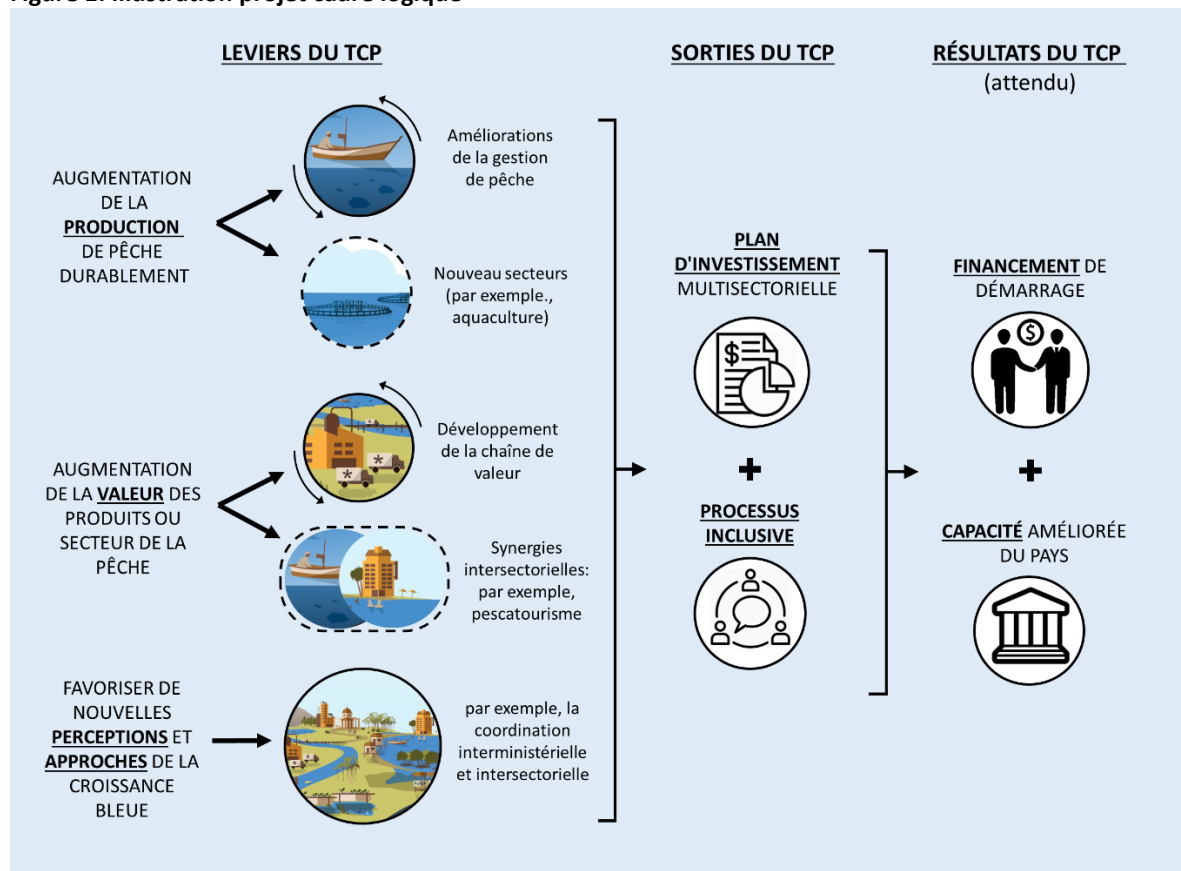 LEVIERS DU TCP
AUGMENTATION
DE LA
PRODUCTION
DE PÊCHE
DURABLEMENT
Améliorations
de la gestion
de pêche
Nouveau secteurs
(par exemple.,
aquaculture)
AUGMENTATION
DE LA VALEUR DES
PRODUITS OU
SECTEUR DE LA
PÊCHE
Développement
de la chaîne de
valeur
Synergies
intersectorielles:
par exemple,
pescatourisme
FAVORISER DE
NOUVELLES
PERCEPTIONS ET
APPROCHES DE LA
CROISSANCE
BLEUE
par exemple, la
coordination
interministérielle
et intersectorielle
SORTIES DU TCP
PLAN
D'INVESTISSEMENT
MULTISECTORIELLE
$
+
PROCESSUS
INCLUSIVE
RÉSULTATS DU TCP
(attendu)
FINANCEMENT DE
DÉMARRAGE
$
+
CAPACITÉ AMÉLIORÉE
DU PAYS